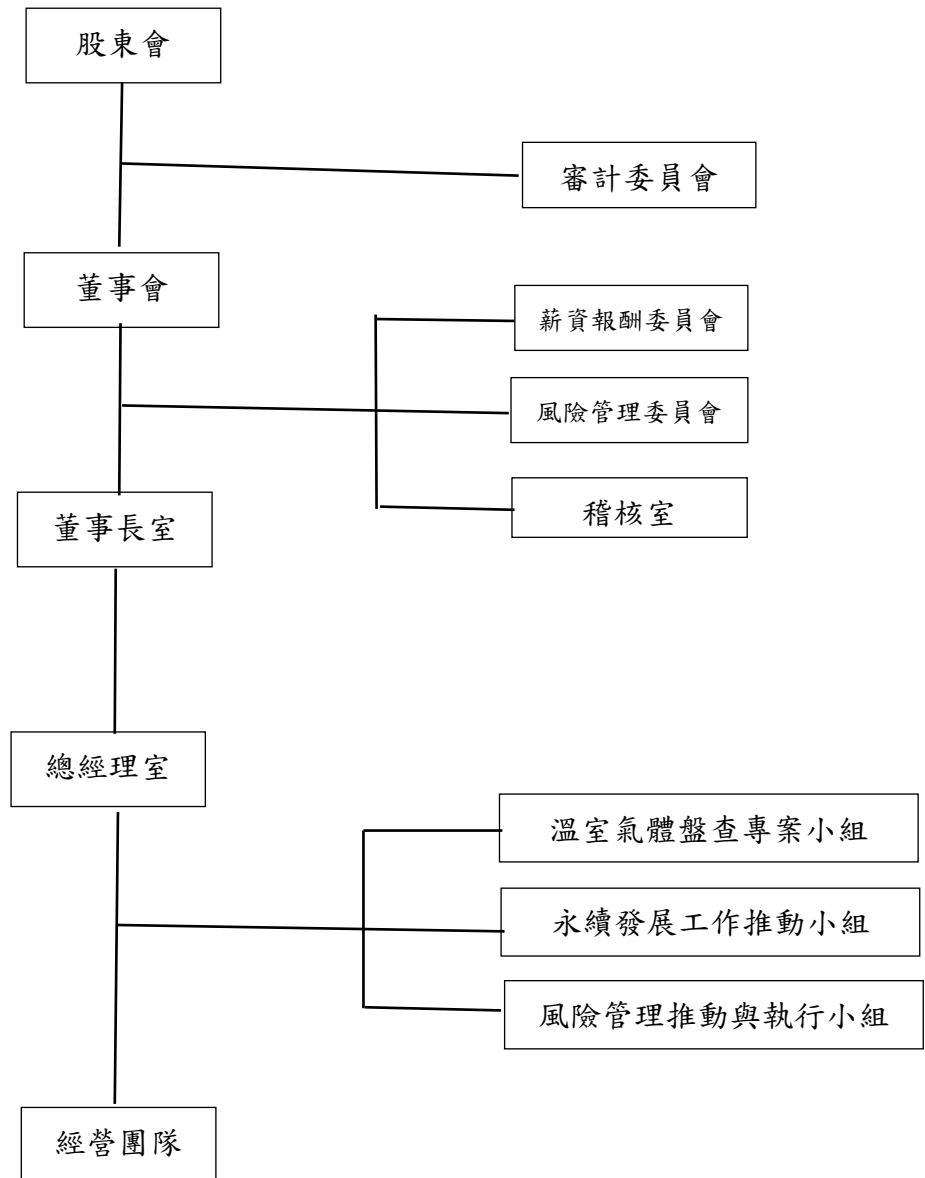 股東會
審計委員會
董事會
薪資報酬委員會
風險管理委員會
稽核室
董事長室
總經理室
溫室氣體盤查專案小組
永續發展工作推動小組
風險管理推動與執行小組
經營團隊